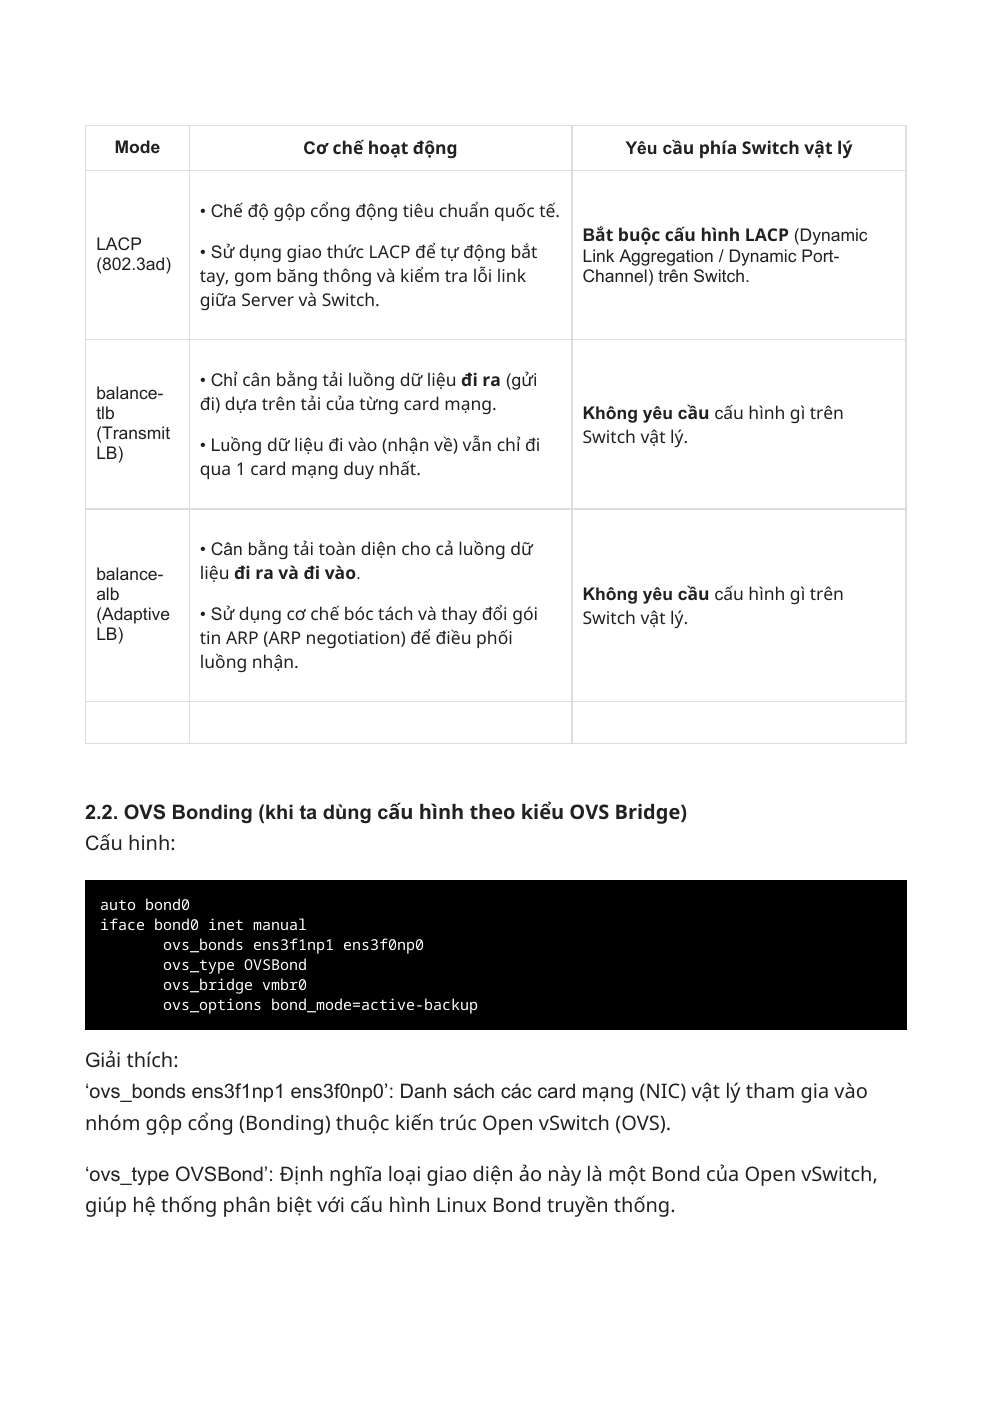 Mode
Cơ chế hoạt động
Yêu cầu phía Switch vật lý
LACP
(802.3ad)
• Chế độ gộp cổng động tiêu chuẩn quốc tế.
• Sử dụng giao thức LACP để tự động bắt
tay, gom băng thông và kiểm tra lỗi link
giữa Server và Switch.
Bắt buộc cấu hình LACP (Dynamic
Link Aggregation / Dynamic Port-
Channel) trên Switch.
balance-
tlb
(Transmit
LB)
• Chỉ cân bằng tải luồng dữ liệu đi ra (gửi
đi) dựa trên tải của từng card mạng.
• Luồng dữ liệu đi vào (nhận về) vẫn chỉ đi
qua 1 card mạng duy nhất.
Không yêu cầu cấu hình gì trên
Switch vật lý.
balance-
alb
(Adaptive
LB)
• Cân bằng tải toàn diện cho cả luồng dữ
liệu đi ra và đi vào.
• Sử dụng cơ chế bóc tách và thay đổi gói
tin ARP (ARP negotiation) để điều phối
luồng nhận.
Không yêu cầu cấu hình gì trên
Switch vật lý.
2.2. OVS Bonding (khi ta dùng cấu hình theo kiểu OVS Bridge)
Cấu hinh:
auto bond0
iface bond0 inet manual
ovs_bonds ens3f1np1 ens3f0np0
ovs_type OVSBond
ovs_bridge vmbr0
ovs_options bond_mode=active-backup
Giải thích:
‘ovs_bonds ens3f1np1 ens3f0np0’: Danh sách các card mạng (NIC) vật lý tham gia vào
nhóm gộp cổng (Bonding) thuộc kiến trúc Open vSwitch (OVS).
‘ovs_type OVSBond’: Định nghĩa loại giao diện ảo này là một Bond của Open vSwitch,
giúp hệ thống phân biệt với cấu hình Linux Bond truyền thống.